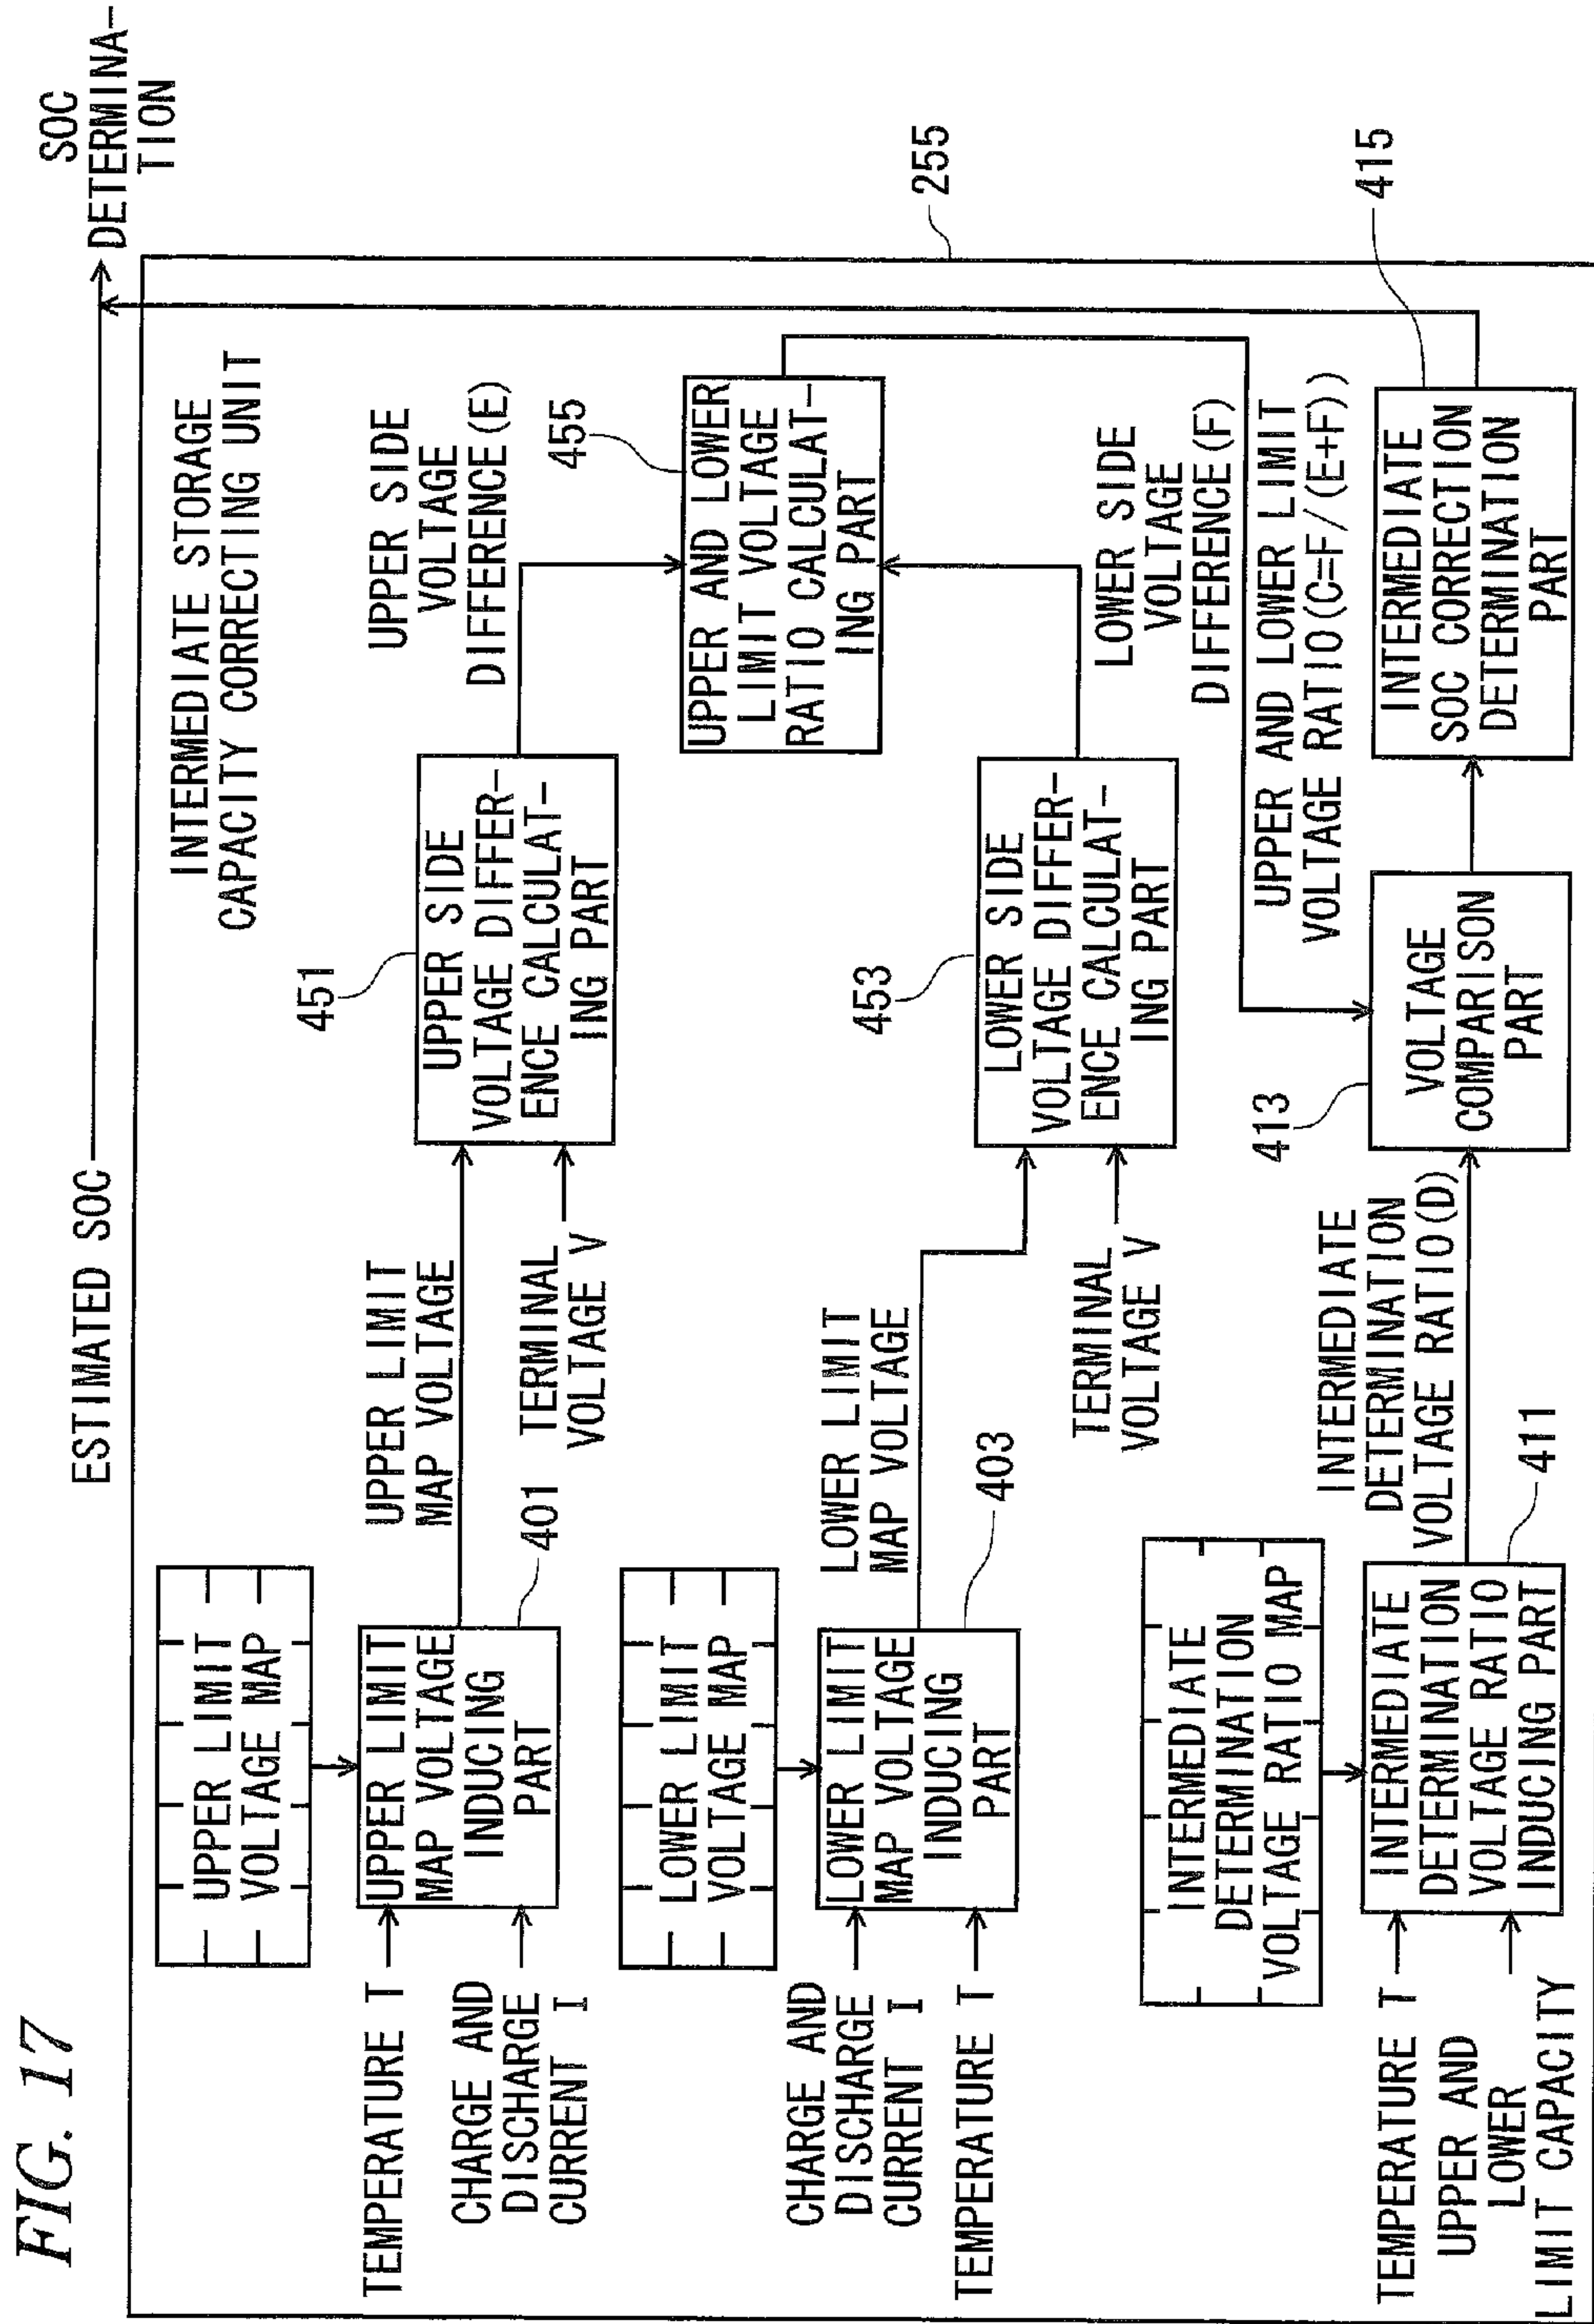 FIG. 17
ESTIMATED SOC
SOC
DETERMINA-
TION
INTERMEDIATE STORAGE
CAPACITY CORRECTING UNIT
255
UPPER LIMIT
VOLTAGE MAP
TEMPERATURE T
CHARGE AND
DISCHARGE
CURRENT I
UPPER LIMIT
MAP VOLTAGE
INDUCING
PART
401
UPPER LIMIT
MAP VOLTAGE
TERMINAL
VOLTAGE V
451
UPPER SIDE
VOLTAGE DIFFER-
ENCE CALCULAT-
ING PART
UPPER SIDE
VOLTAGE
DIFFERENCE(E)
455
UPPER AND LOWER
LIMIT VOLTAGE
RATIO CALCULAT-
ING PART
LOWER LIMIT
VOLTAGE MAP
CHARGE AND
DISCHARGE
CURRENT I
TEMPERATURE T
LOWER LIMIT
MAP VOLTAGE
INDUCING
PART
403
LOWER LIMIT
MAP VOLTAGE
TERMINAL
VOLTAGE V
453
LOWER SIDE
VOLTAGE DIFFER-
ENCE CALCULAT-
ING PART
LOWER SIDE
VOLTAGE
DIFFERENCE(F)
UPPER AND LOWER LIMIT
VOLTAGE RATIO(C=F/(E+F))
INTERMEDIATE
DETERMINATION
VOLTAGE RATIO MAP
TEMPERATURE T
UPPER AND
LOWER
LIMIT CAPACITY
INTERMEDIATE
DETERMINATION
VOLTAGE RATIO
INDUCING PART
411
INTERMEDIATE
DETERMINATION
VOLTAGE RATIO(D)
413
VOLTAGE
COMPARISON
PART
INTERMEDIATE
SOC CORRECTION
DETERMINATION
PART
415